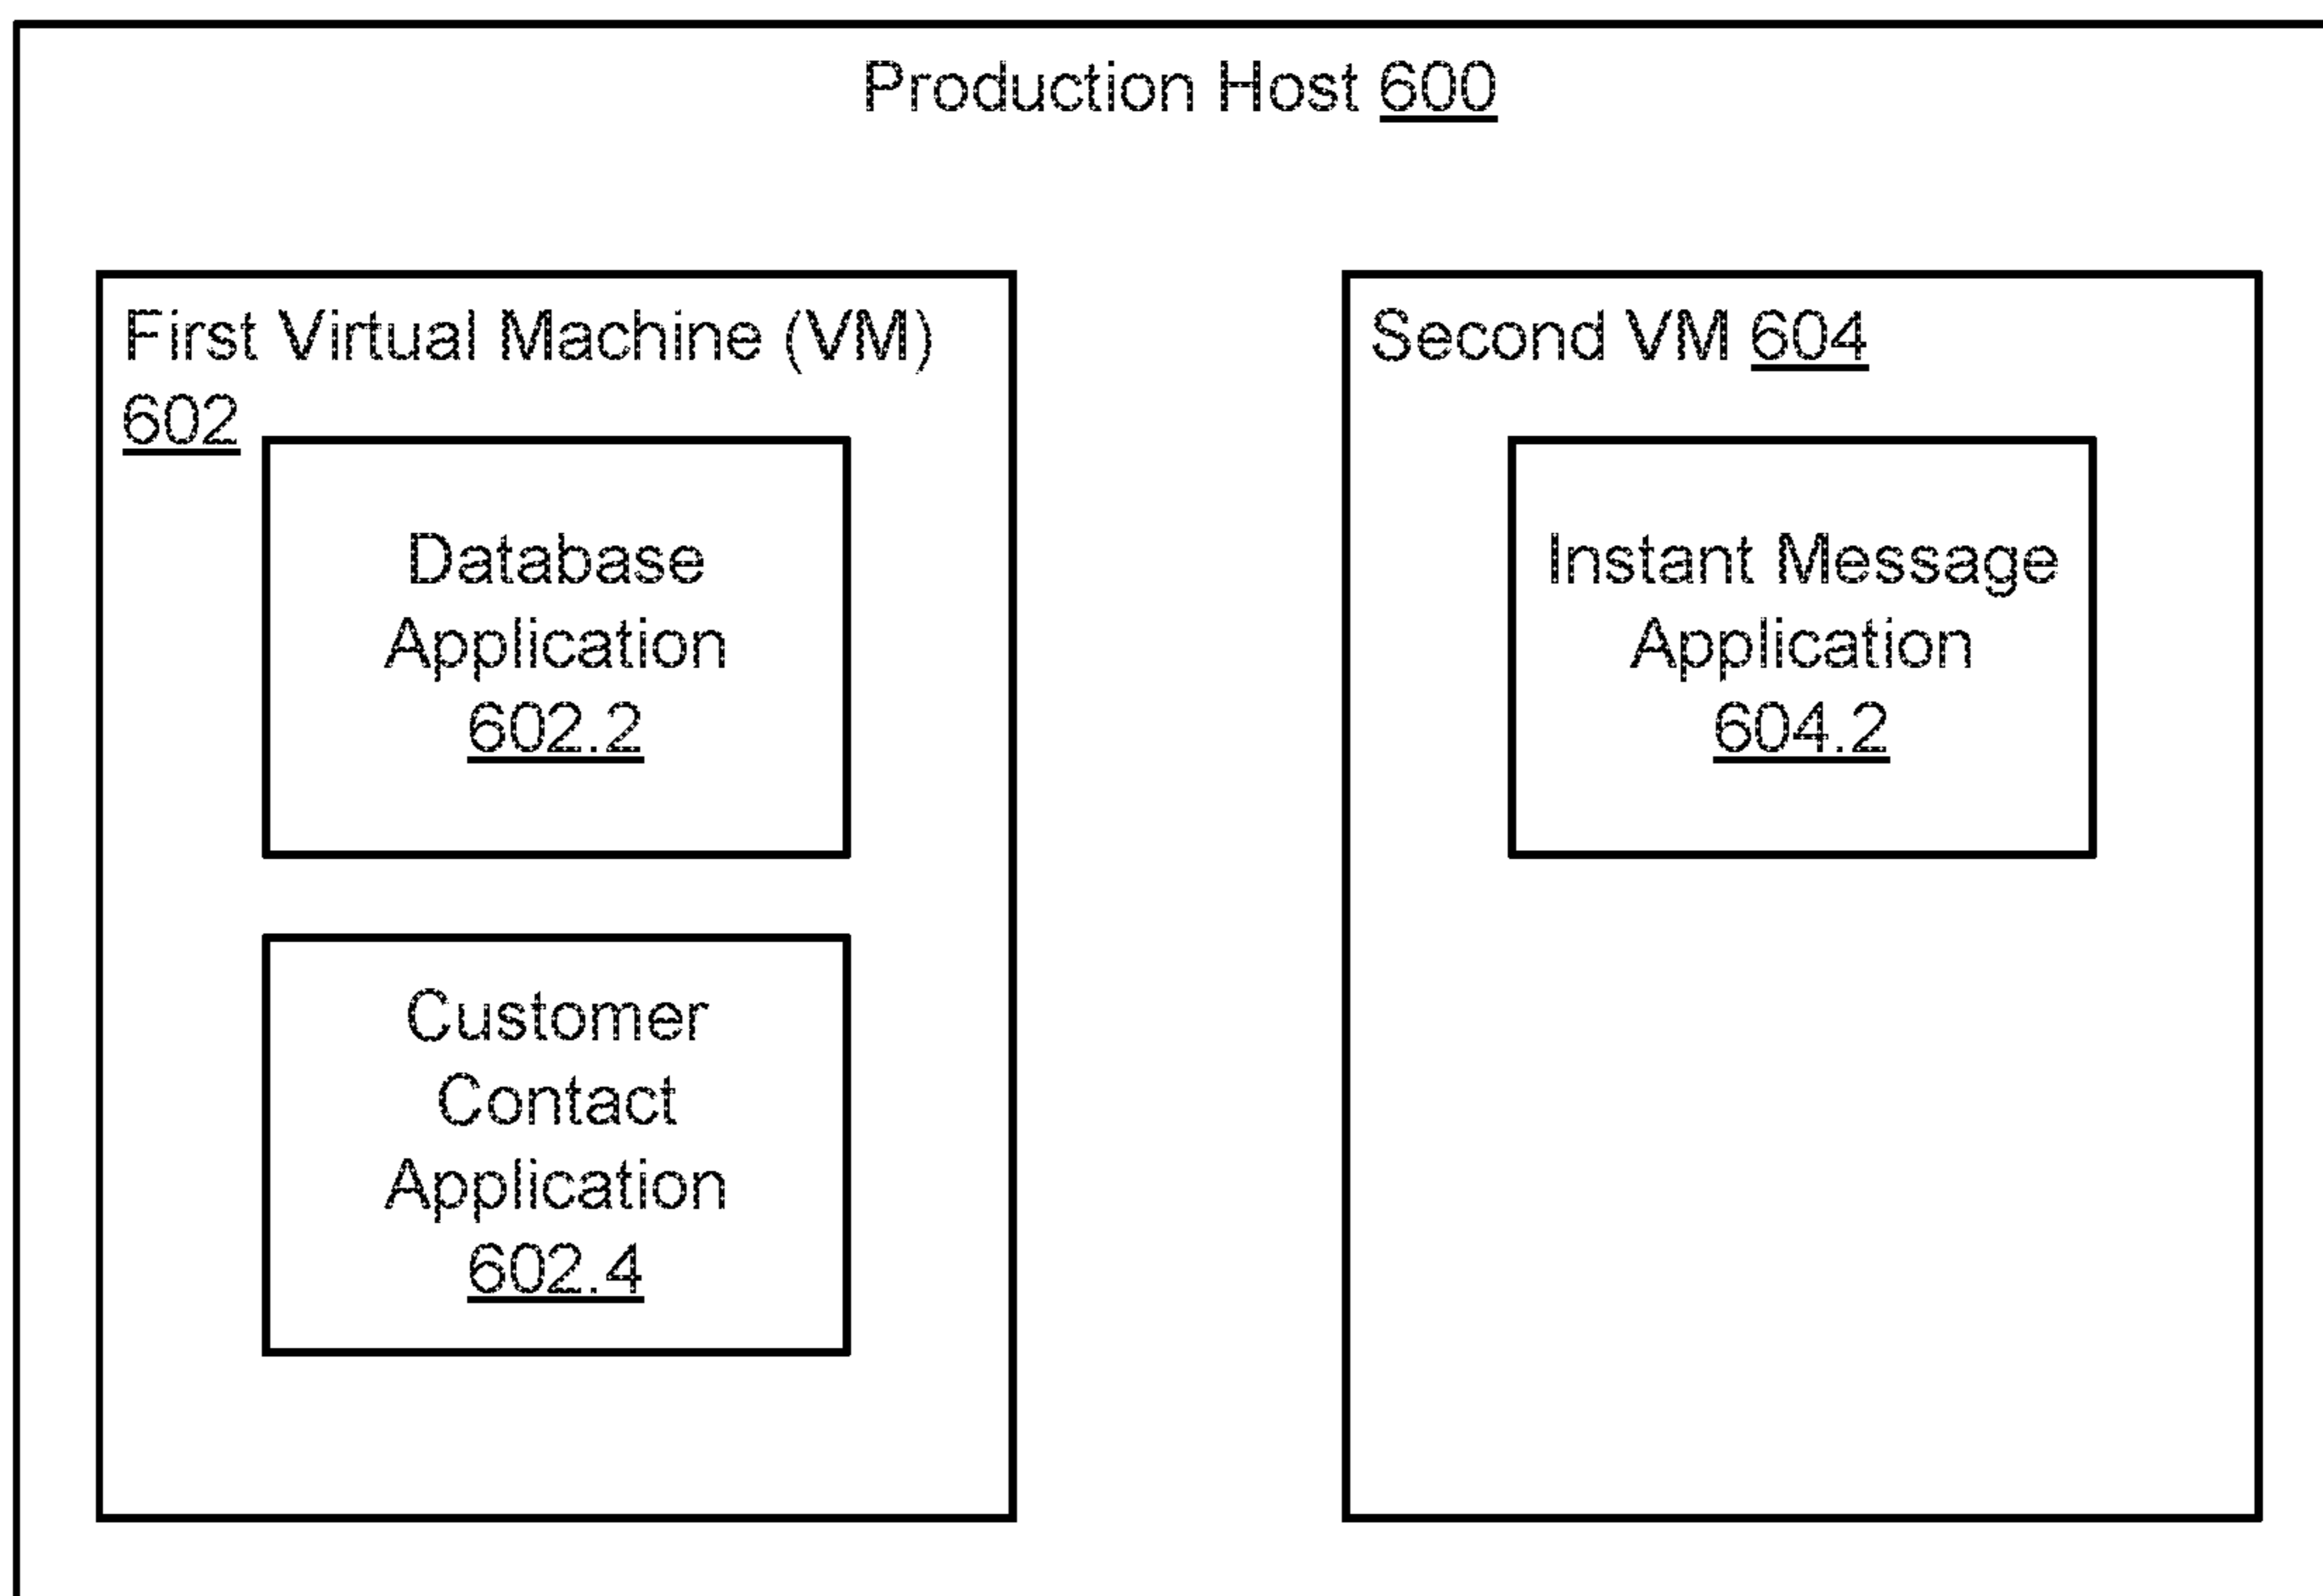 Production Host 600
First Virtual Machine (VM)
602
Database
Application
602.2
Customer
Contact
Application
602.4
Second VM 604
Instant Message
Application
604.2